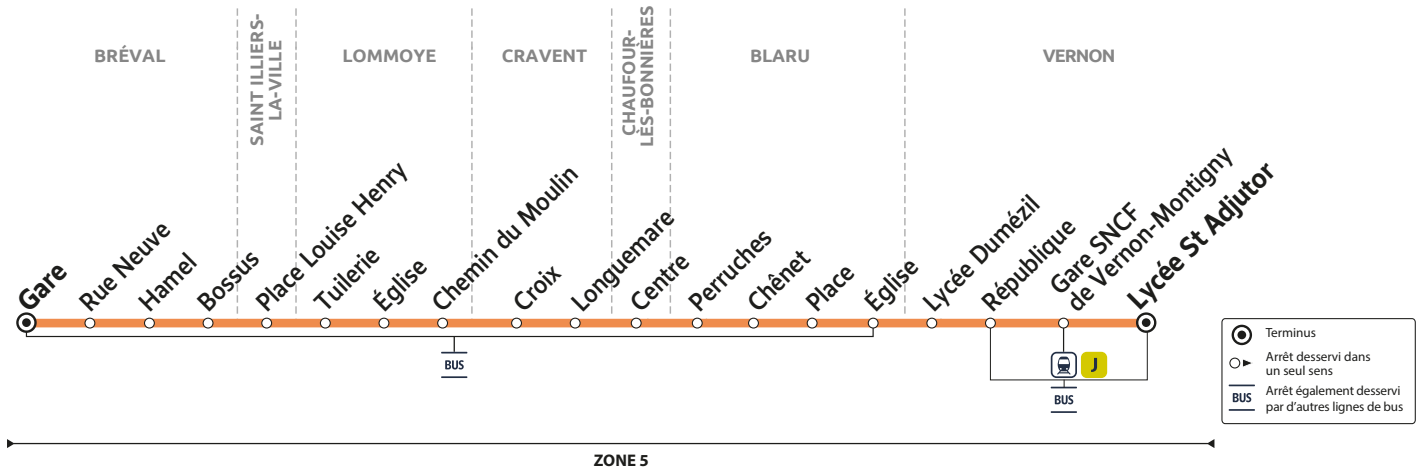 BRÉVAL
SAINT ILLIERS-
LA-VILLE
LOMMOYE
CRAVENT
CHAUFOUR-
LÈS-BONNIÈRES
BLARU
VERNON
Gare
Rue Neuve
Hamel
Bossus
Place Louise Henry
Tuilerie
Église
Chemin du Moulin
Croix
Longuemare
Centre
Perruches
Chênet
Place
Église
Lycée Dumézil
République
Gare SNCF
de Vernon-Montigny
Lycée St Adjutor
BUS
J
BUS
Terminus
Arrêt desservi dans
un seul sens
BUS
Arrêt également desservi
par d'autres lignes de bus
ZONE 5